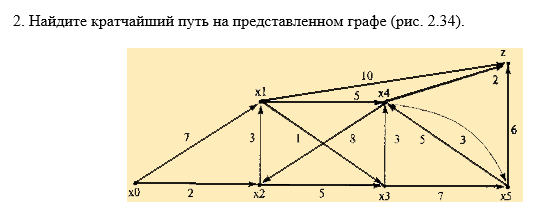 2. Найдите кратчайший путь на представленном графе (рис. 2.34).
z
10
2
x1
5
x4
7
3
1
8
3
5
3
6
x0
2
x2
5
x3
7
x5